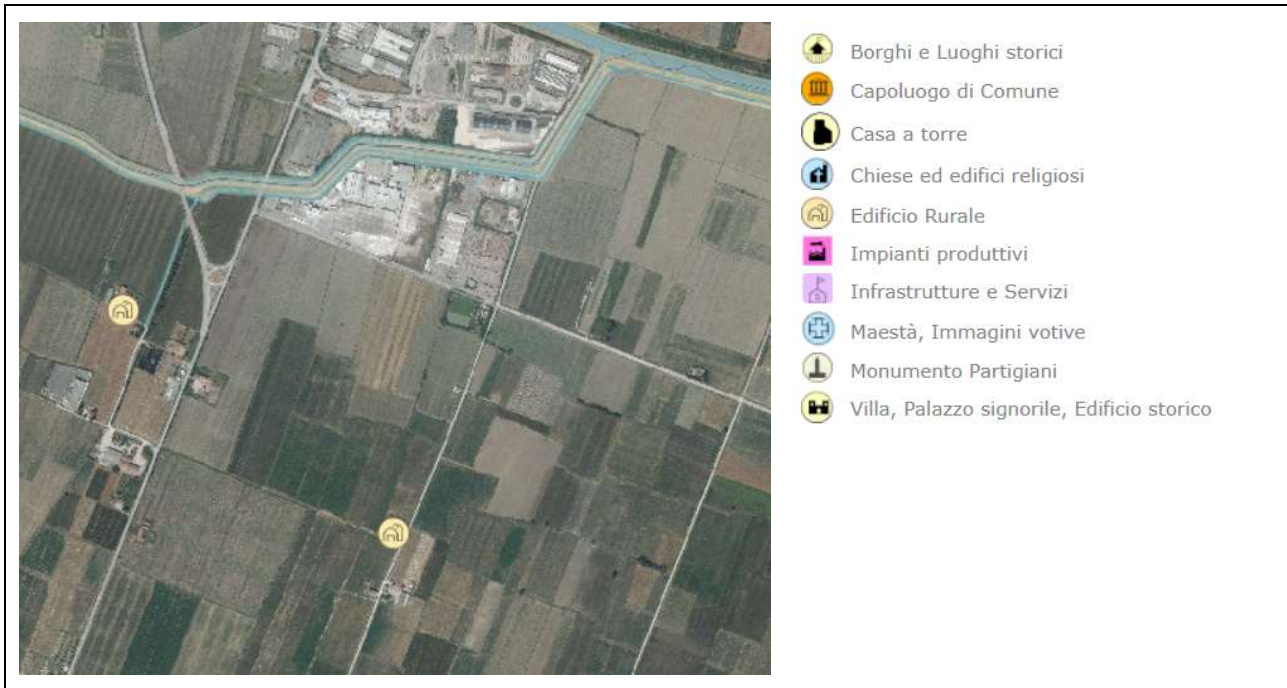 Borghi e Luoghi storici
Capoluogo di Comune
Casa a torre
Chiese ed edifici religiosi
Edificio Rurale
Impianti produttivi
Infrastrutture e Servizi
Maestà, Immagini votive
Monumento Partigiani
Villa, Palazzo signorile, Edificio storico